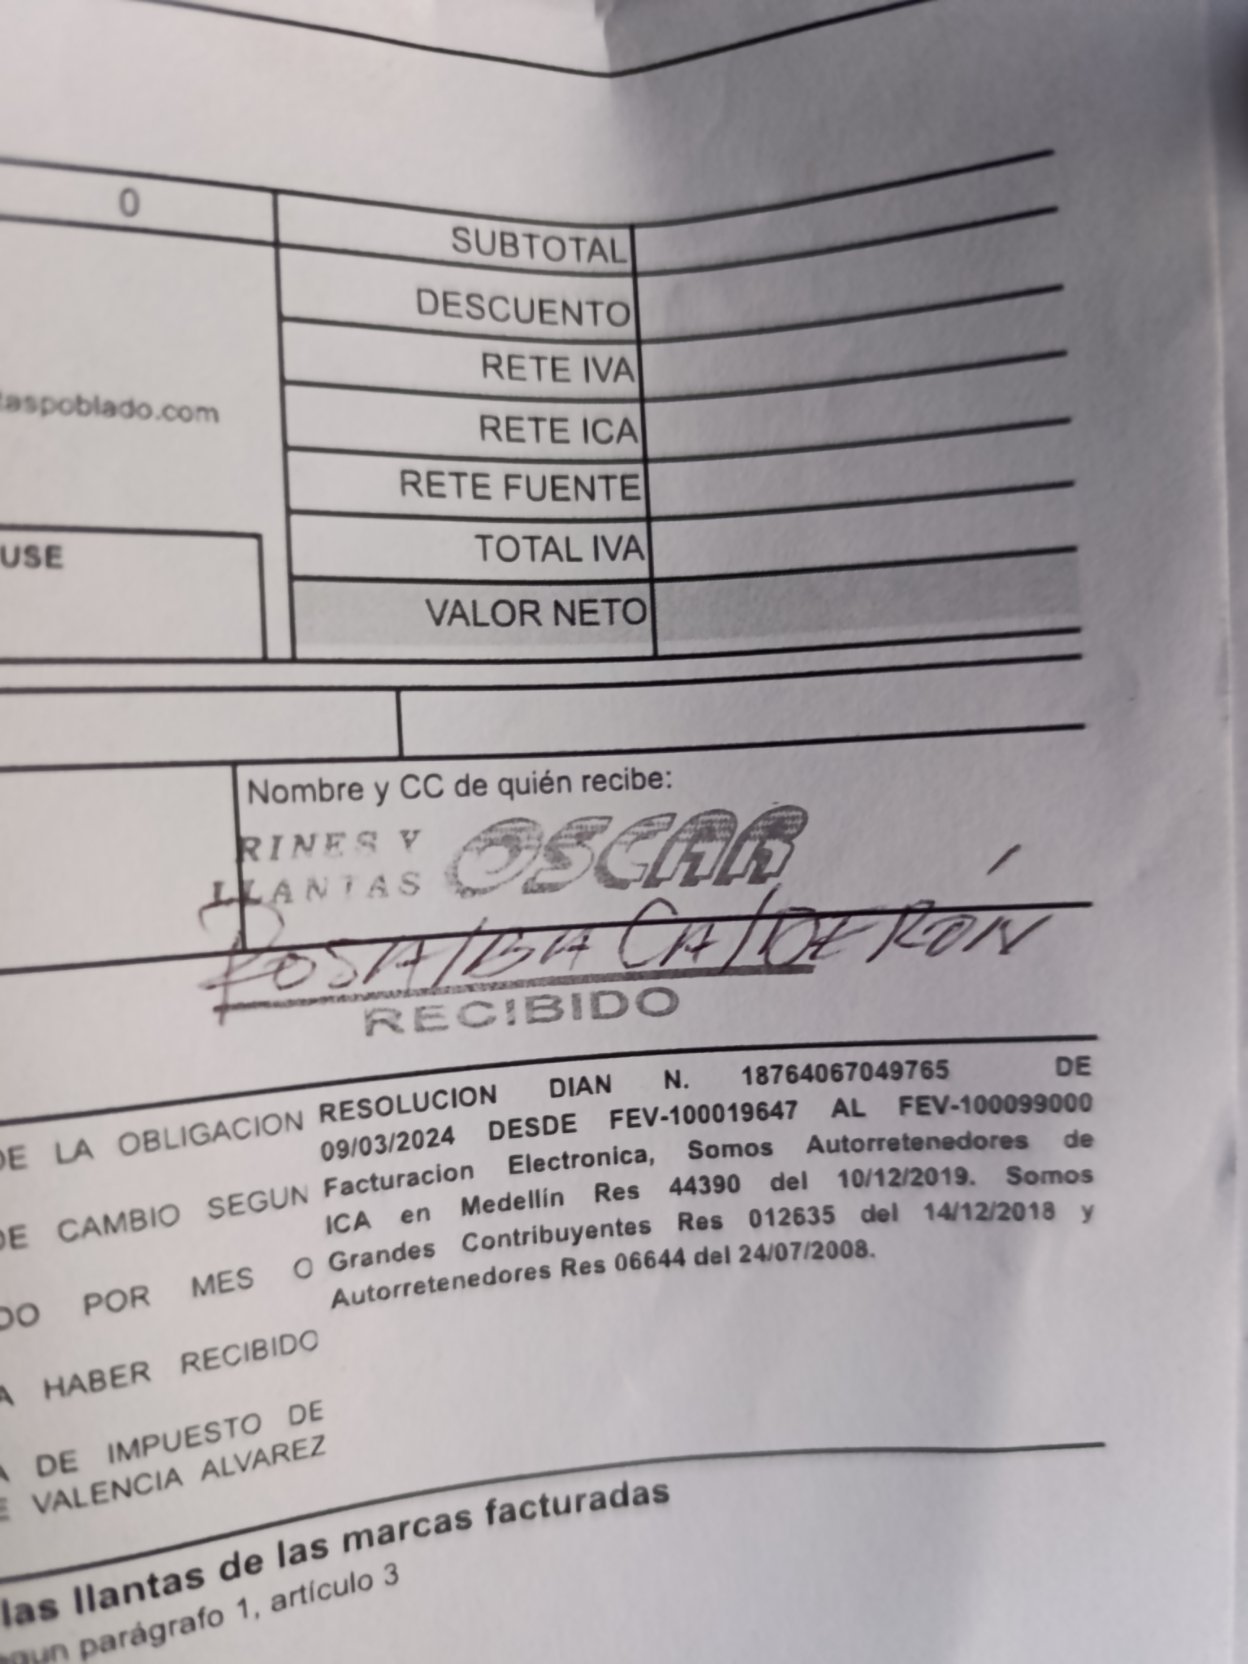 0
SUBTOTAL
DESCUENTO
RETE IVA
taspoblado.com
RETE ICA
RETE FUENTE
TOTAL IVA
USE
VALOR NETO
Nombre y CC de quién recibe:
RINES Y OSCAR
LLANTAS
ROSAlBA CAlDERÓN
RECIBIDO
DE LA OBLIGACION
DE CAMBIO SEGUN
DO POR MES O
A HABER RECIBIDO
A DE IMPUESTO DE
E VALENCIA ALVAREZ
RESOLUCION DIAN N. 18764067049765 DE
09/03/2024 DESDE FEV-100019647 AL FEV-100099000
Facturacion Electronica, Somos Autorretenedores de
ICA en Medellín Res 44390 del 10/12/2019. Somos
Grandes Contribuyentes Res 012635 del 14/12/2018 y
Autorretenedores Res 06644 del 24/07/2008.
las llantas de las marcas facturadas
egun parágrafo 1, artículo 3